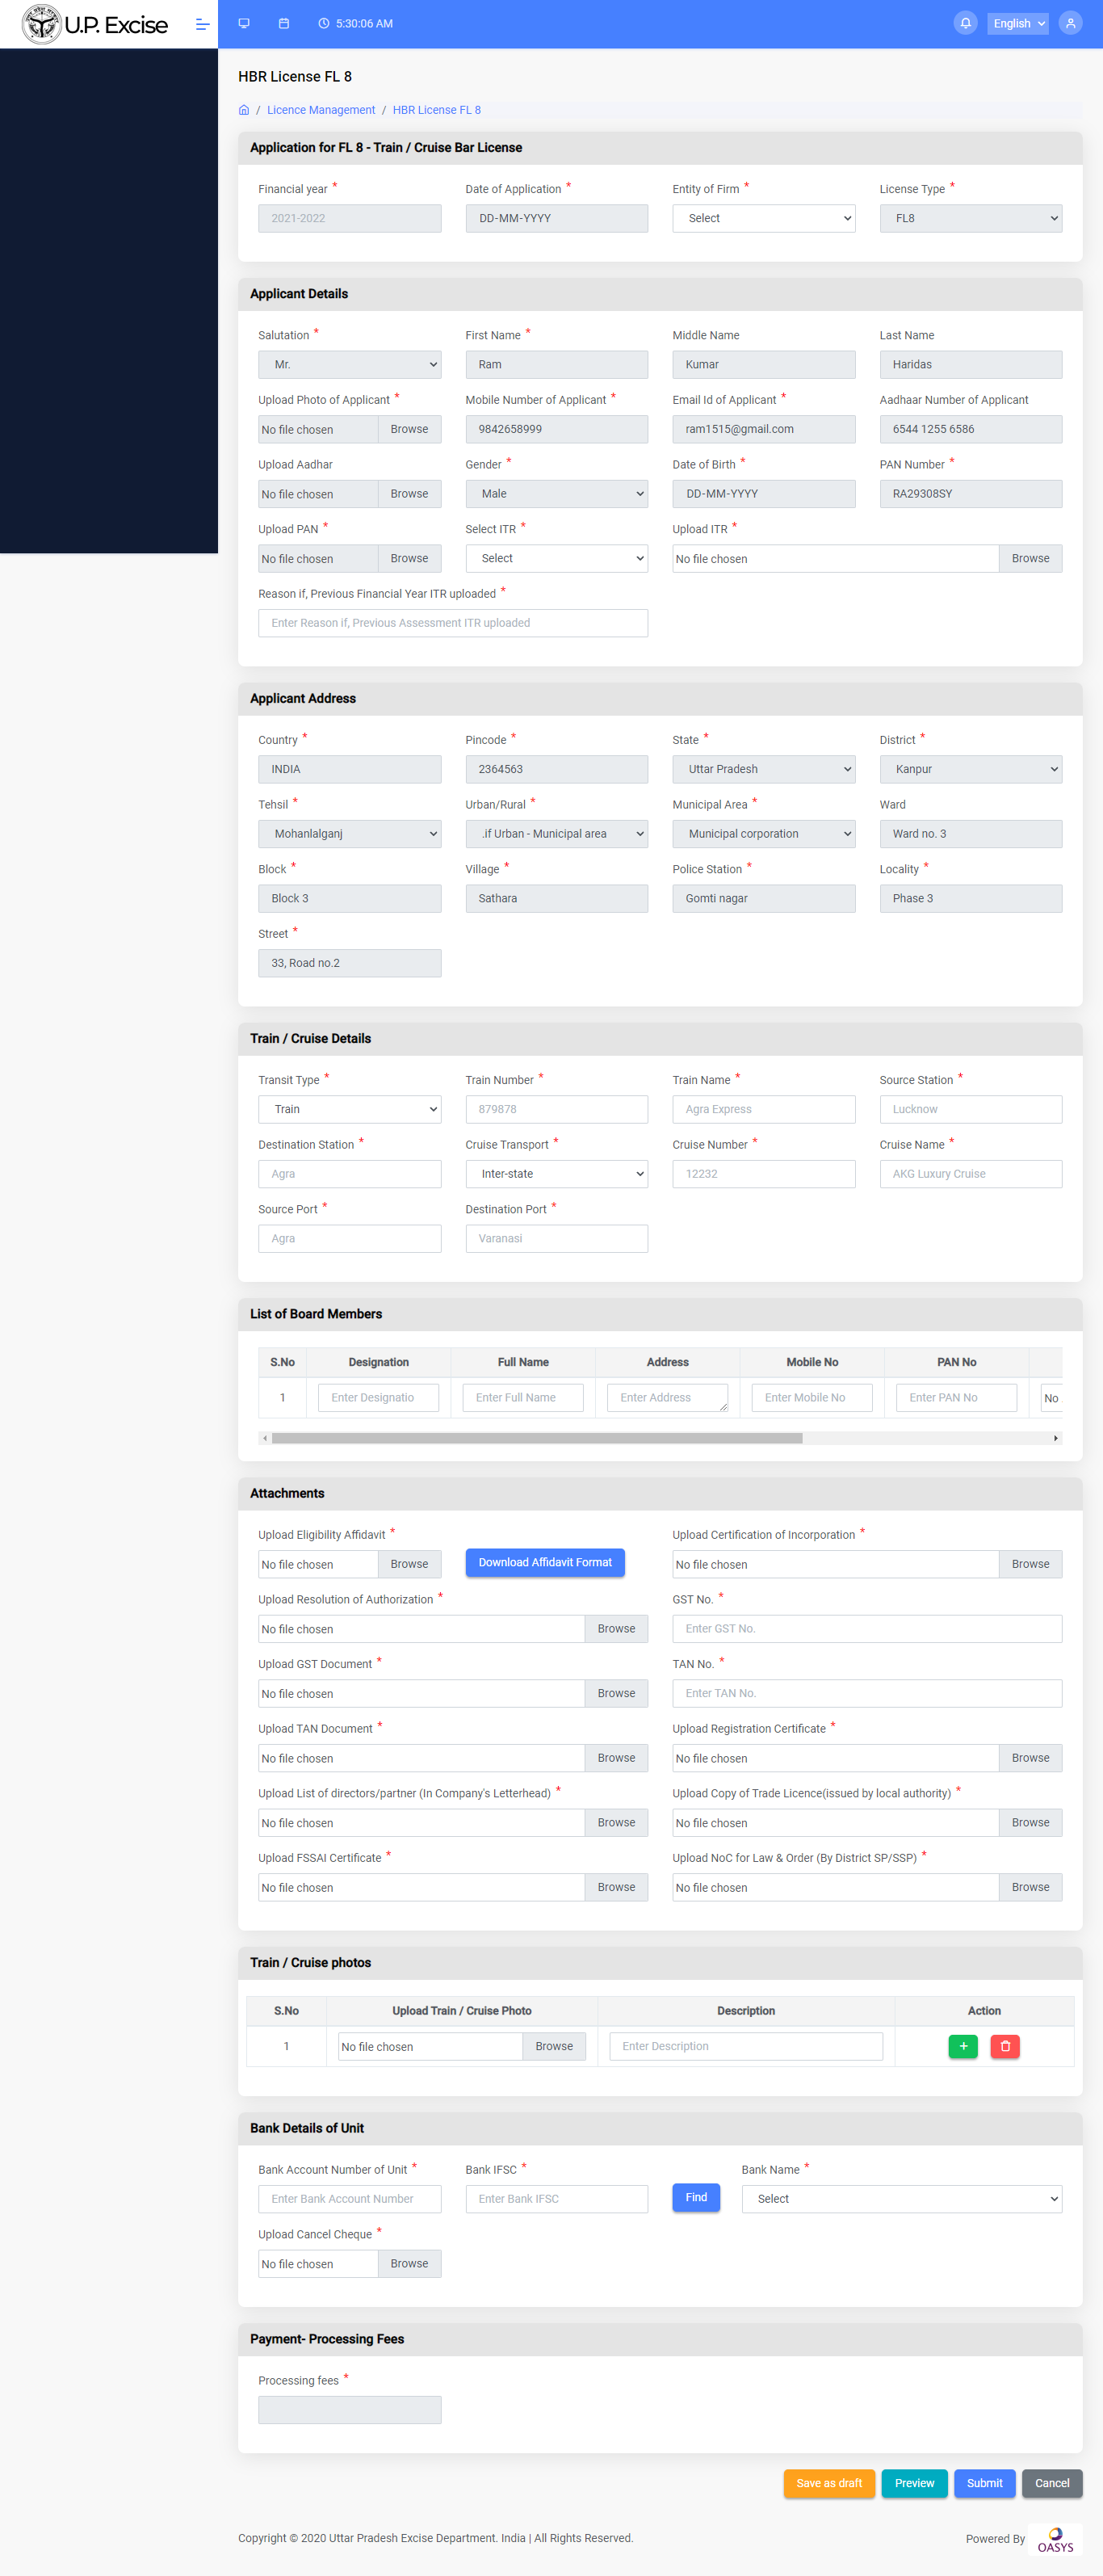 U.P. Excise
5:30:06 AM
English
HBR License FL 8
/ Licence Management / HBR License FL 8
Application for FL 8 - Train / Cruise Bar License
Financial year * Date of Application * Entity of Firm * License Type *
2021-2022 DD-MM-YYYY Select FL8
Applicant Details
Salutation * First Name * Middle Name Last Name
Mr. Ram Kumar Haridas
Upload Photo of Applicant * Mobile Number of Applicant * Email Id of Applicant * Aadhaar Number of Applicant
No file chosen Browse 9842658999 ram1515@gmail.com 6544 1255 6586
Upload Aadhar Gender * Date of Birth * PAN Number *
No file chosen Browse Male DD-MM-YYYY RA29308SY
Upload PAN * Select ITR * Upload ITR *
No file chosen Browse Select No file chosen Browse
Reason if, Previous Financial Year ITR uploaded *
Enter Reason if, Previous Assessment ITR uploaded
Applicant Address
Country * Pincode * State * District *
INDIA 2364563 Uttar Pradesh Kanpur
Tehsil * Urban/Rural * Municipal Area * Ward
Mohanlalganj .if Urban - Municipal area Municipal corporation Ward no. 3
Block * Village * Police Station * Locality *
Block 3 Sathara Gomti nagar Phase 3
Street *
33, Road no.2
Train / Cruise Details
Transit Type * Train Number * Train Name * Source Station *
Train 879878 Agra Express Lucknow
Destination Station * Cruise Transport * Cruise Number * Cruise Name *
Agra Inter-state 12232 AKG Luxury Cruise
Source Port * Destination Port *
Agra Varanasi
List of Board Members
S.No Designation Full Name Address Mobile No PAN No
1 Enter Designatio Enter Full Name Enter Address Enter Mobile No Enter PAN No No
Attachments
Upload Eligibility Affidavit * Upload Certification of Incorporation *
No file chosen Browse Download Affidavit Format No file chosen Browse
Upload Resolution of Authorization * GST No. *
No file chosen Browse Enter GST No.
Upload GST Document * TAN No. *
No file chosen Browse Enter TAN No.
Upload TAN Document * Upload Registration Certificate *
No file chosen Browse No file chosen Browse
Upload List of directors/partner (In Company's Letterhead) * Upload Copy of Trade Licence(issued by local authority) *
No file chosen Browse No file chosen Browse
Upload FSSAI Certificate * Upload NoC for Law & Order (By District SP/SSP) *
No file chosen Browse No file chosen Browse
Train / Cruise photos
S.No Upload Train / Cruise Photo Description Action
1 No file chosen Browse Enter Description +
Bank Details of Unit
Bank Account Number of Unit * Bank IFSC * Bank Name *
Enter Bank Account Number Enter Bank IFSC Find Select
Upload Cancel Cheque *
No file chosen Browse
Payment- Processing Fees
Processing fees *
Save as draft Preview Submit Cancel
Copyright © 2020 Uttar Pradesh Excise Department. India | All Rights Reserved. Powered By OASYS